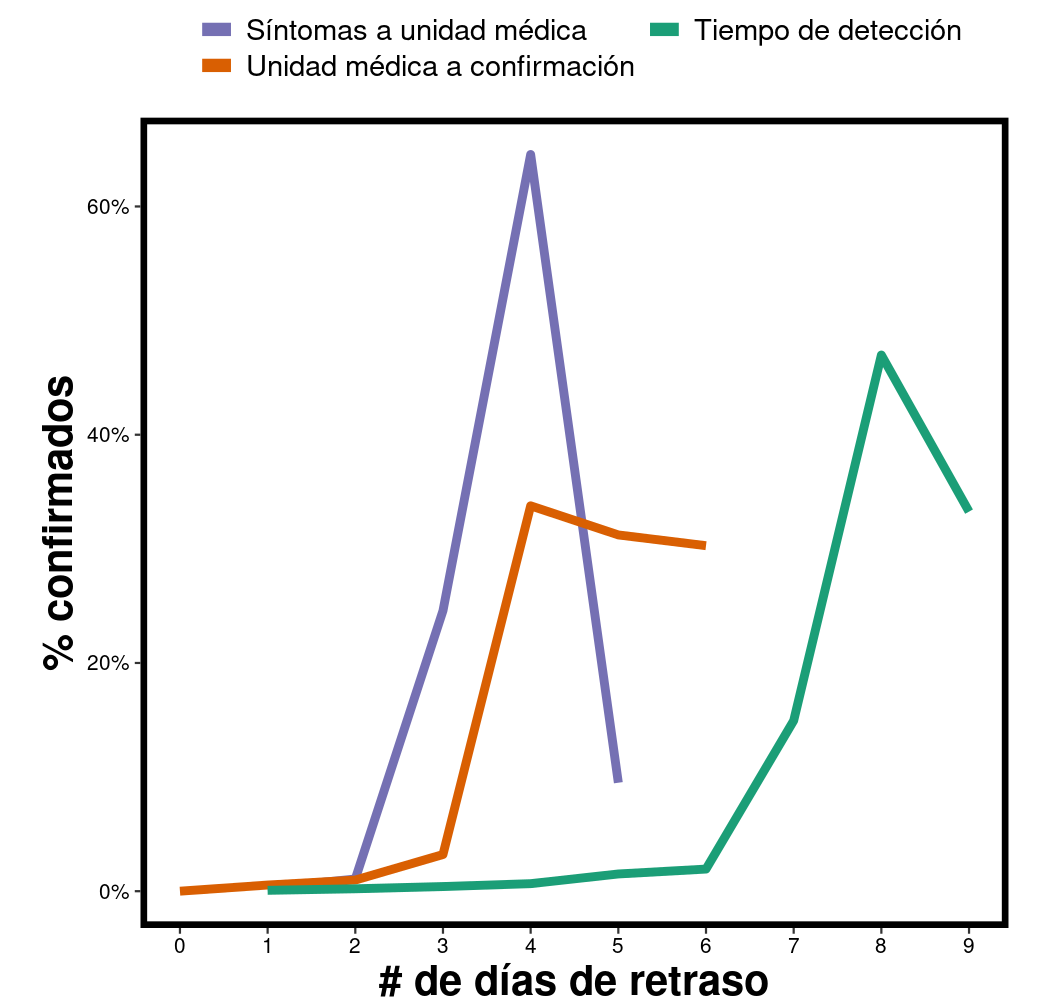 Síntomas a unidad médica
Tiempo de detección
Unidad médica a confirmación
% confirmados
60%
40%
20%
0%
0 1 2 3 4 5 6 7 8 9
# de días de retraso